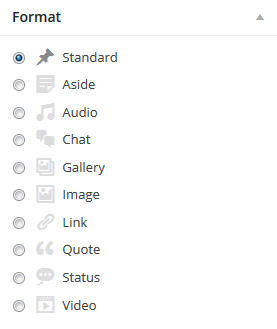 Format
Standard
Aside
Audio
Chat
Gallery
Image
Link
Quote
Status
Video